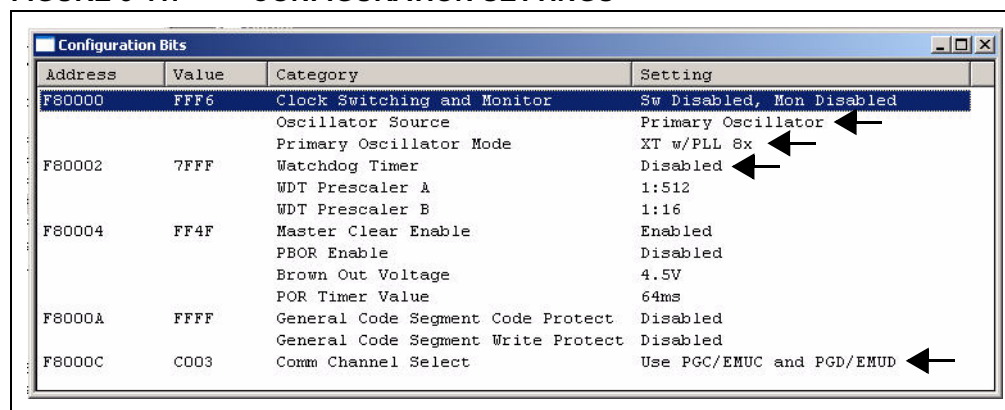 Configuration Bits
Address Value Category Setting
F80000 FFF6 Clock Switching and Monitor Sw Disabled, Mon Disabled
Oscillator Source Primary Oscillator
Primary Oscillator Mode XT w/PLL 8x
F80002 7FFF Watchdog Timer Disabled
WDT Prescaler A 1:512
WDT Prescaler B 1:16
F80004 FF4F Master Clear Enable Enabled
PBOR Enable Disabled
Brown Out Voltage 4.5V
POR Timer Value 64ms
F8000A FFFF General Code Segment Code Protect Disabled
General Code Segment Write Protect Disabled
F8000C C003 Comm Channel Select Use PGC/EMUC and PGD/EMUD